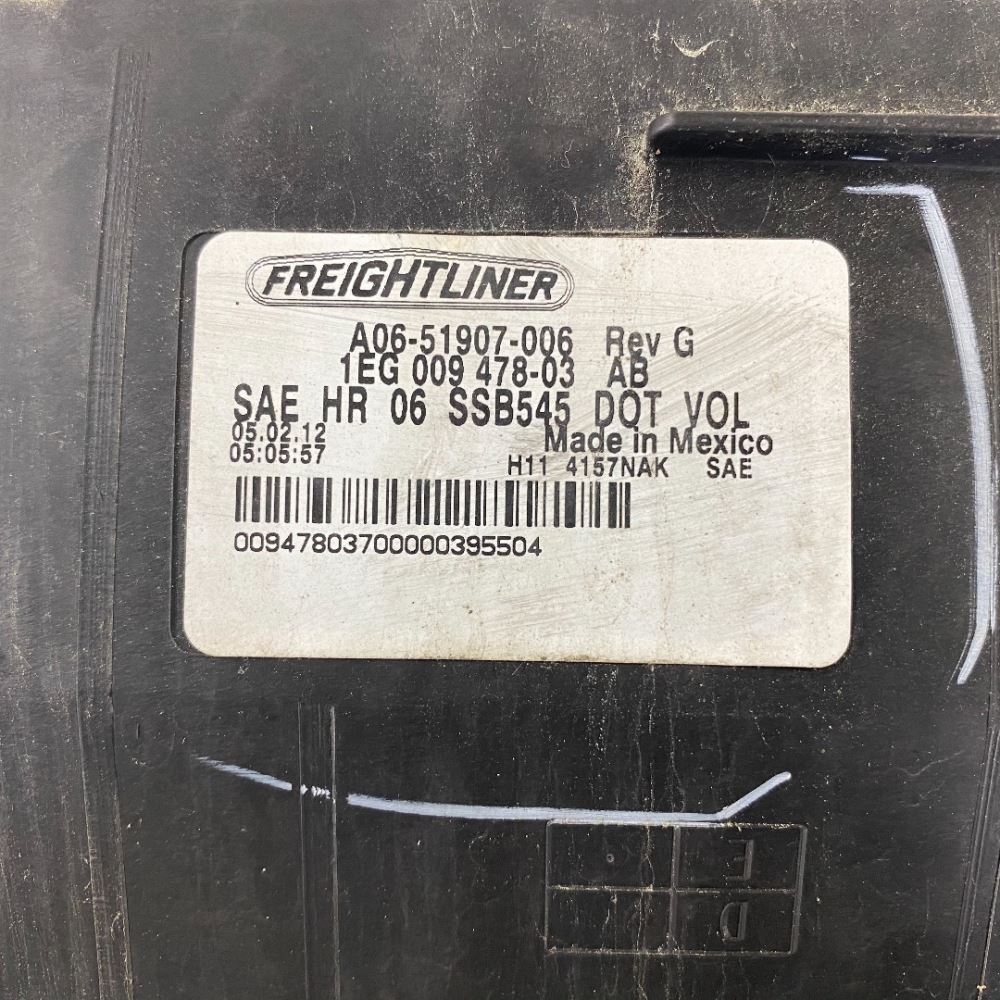 FREIGHTLINER
A06-51907-006 Rev G
1EG 009 478-03 AB
SAE HR 06 SSB545 DOT VOL
05.02.12 Made in Mexico
05:05:57 H11 4157NAK SAE
00947803700000395504
E
D